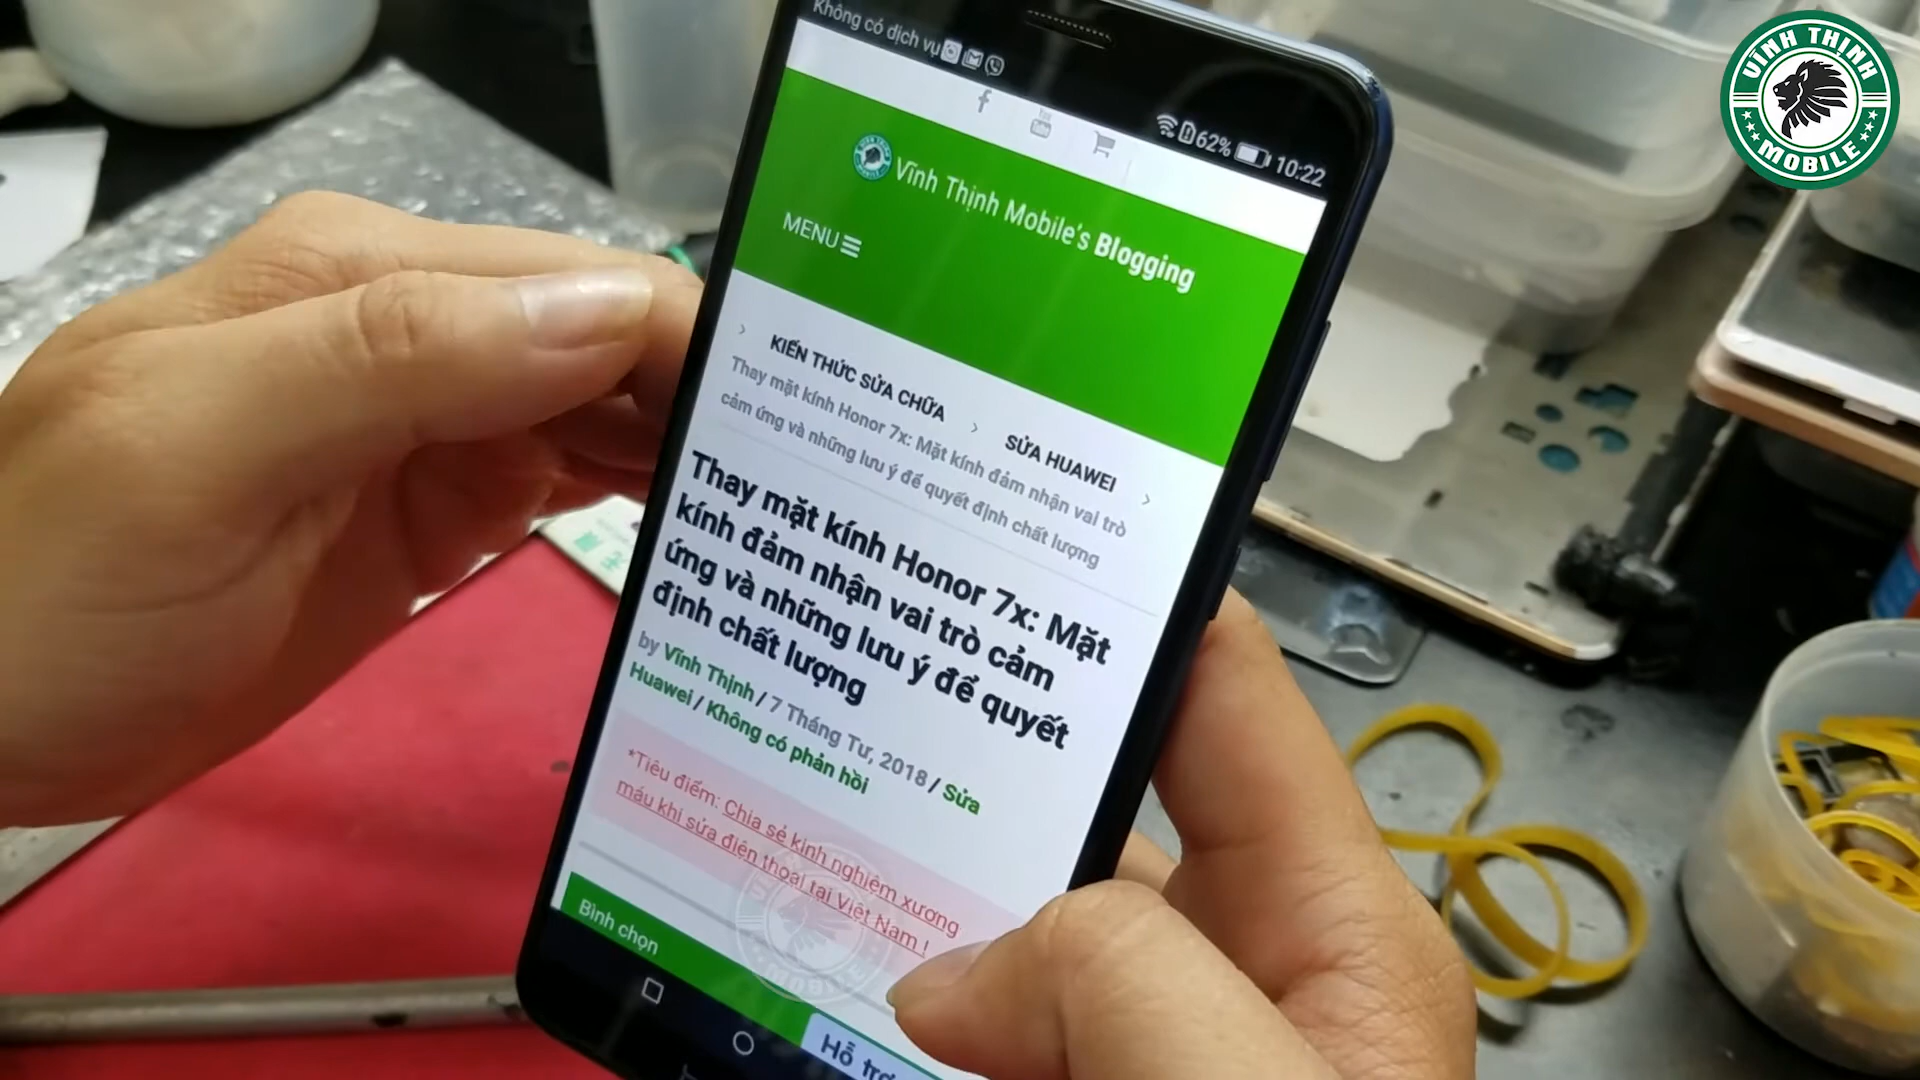 Không có dịch vụ
62% 10:22
Vĩnh Thịnh Mobile's Blogging
MENU
KIẾN THỨC SỬA CHỮA
SỬA HUAWEI
Thay mặt kính Honor 7x: Mặt kính đảm nhận vai trò
cảm ứng và những lưu ý để quyết định chất lượng
Thay mặt kính Honor 7x: Mặt
kính đảm nhận vai trò cảm
ứng và những lưu ý để quyết
định chất lượng
by Vĩnh Thịnh / 7 Tháng Tư, 2018 / Sửa
Huawei / Không có phản hồi
*Tiêu điểm: Chia sẻ kinh nghiệm xương
máu khi sửa điện thoại tại Việt Nam !
Bình chọn
Hỗ
VĨNH THỊNH
MOBILE
MOBILE